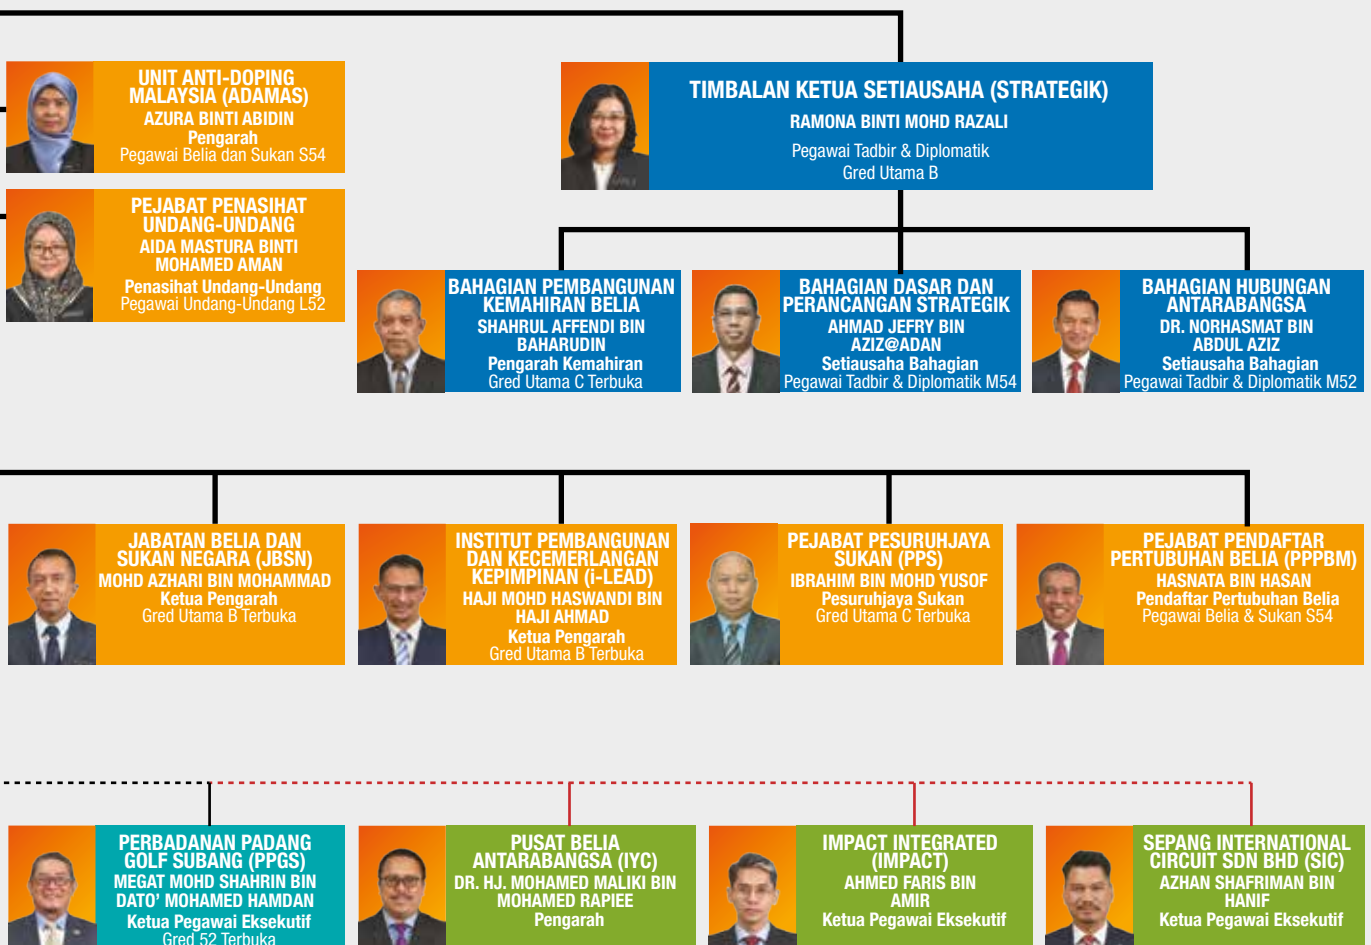 UNIT ANTI-DOPING
MALAYSIA (ADAMAS)
AZURA BINTI ABIDIN
Pengarah
Pegawai Belia dan Sukan S54
TIMBALAN KETUA SETIAUSAHA (STRATEGIK)
RAMONA BINTI MOHD RAZALI
Pegawai Tadbir & Diplomatik
Gred Utama B
PEJABAT PENASIHAT
UNDANG-UNDANG
AIDA MASTURA BINTI
MOHAMED AMAN
Penasihat Undang-Undang
Pegawai Undang-Undang L52
BAHAGIAN PEMBANGUNAN
KEMAHIRAN BELIA
SHAHRUL AFFENDI BIN
BAHARUDIN
Pengarah Kemahiran
Gred Utama C Terbuka
BAHAGIAN DASAR DAN
PERANCANGAN STRATEGIK
AHMAD JEFRY BIN
AZIZ@ADAN
Setiausaha Bahagian
Pegawai Tadbir & Diplomatik M54
BAHAGIAN HUBUNGAN
ANTARABANGSA
DR. NORHASMAT BIN
ABDUL AZIZ
Setiausaha Bahagian
Pegawai Tadbir & Diplomatik M52
JABATAN BELIA DAN
SUKAN NEGARA (JBSN)
MOHD AZHARI BIN MOHAMMAD
Ketua Pengarah
Gred Utama B Terbuka
INSTITUT PEMBANGUNAN
DAN KECEMERLANGAN
KEPIMPINAN (i-LEAD)
HAJI MOHD HASWANDI BIN
HAJI AHMAD
Ketua Pengarah
Gred Utama B Terbuka
PEJABAT PESURUHJAYA
SUKAN (PPS)
IBRAHIM BIN MOHD YUSOF
Pesuruhjaya Sukan
Gred Utama C Terbuka
PEJABAT PENDAFTAR
PERTUBUHAN BELIA (PPPBM)
HASNATA BIN HASAN
Pendaftar Pertubuhan Belia
Pegawai Belia & Sukan S54
PERBADANAN PADANG
GOLF SUBANG (PPGS)
MEGAT MOHD SHAHRIN BIN
DATO’ MOHAMED HAMDAN
Ketua Pegawai Eksekutif
Gred 52 Terbuka
PUSAT BELIA
ANTARABANGSA (IYC)
DR. HJ. MOHAMED MALIKI BIN
MOHAMED RAPIEE
Pengarah
IMPACT INTEGRATED
(IMPACT)
AHMED FARIS BIN
AMIR
Ketua Pegawai Eksekutif
SEPANG INTERNATIONAL
CIRCUIT SDN BHD (SIC)
AZHAN SHAFRIMAN BIN
HANIF
Ketua Pegawai Eksekutif